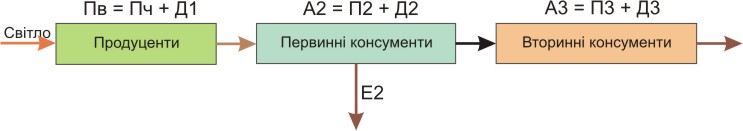 Пв = Пч + Д1 А2 = П2 + Д2 А3 = П3 + Д3
Світло Продуценти Первинні консументи Вторинні консументи
Е2